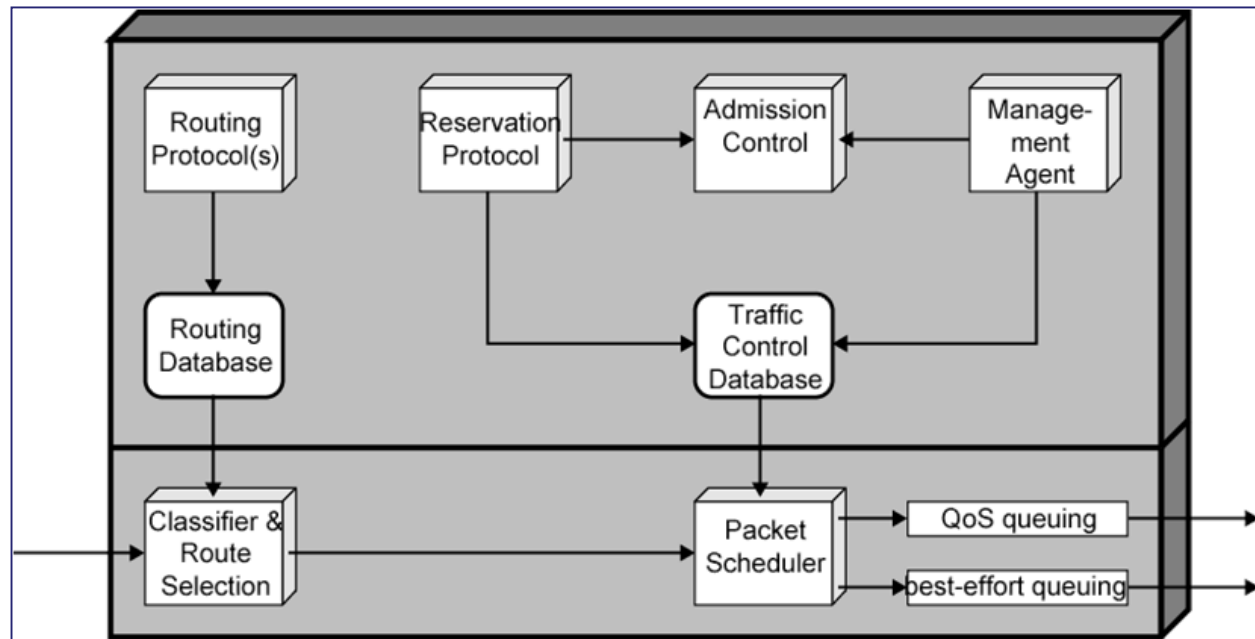 Routing
Protocol(s)
Reservation
Protocol
Admission
Control
Manage-
ment
Agent
Routing
Database
Traffic
Control
Database
Classifier &
Route
Selection
Packet
Scheduler
QoS queuing
best-effort queuing